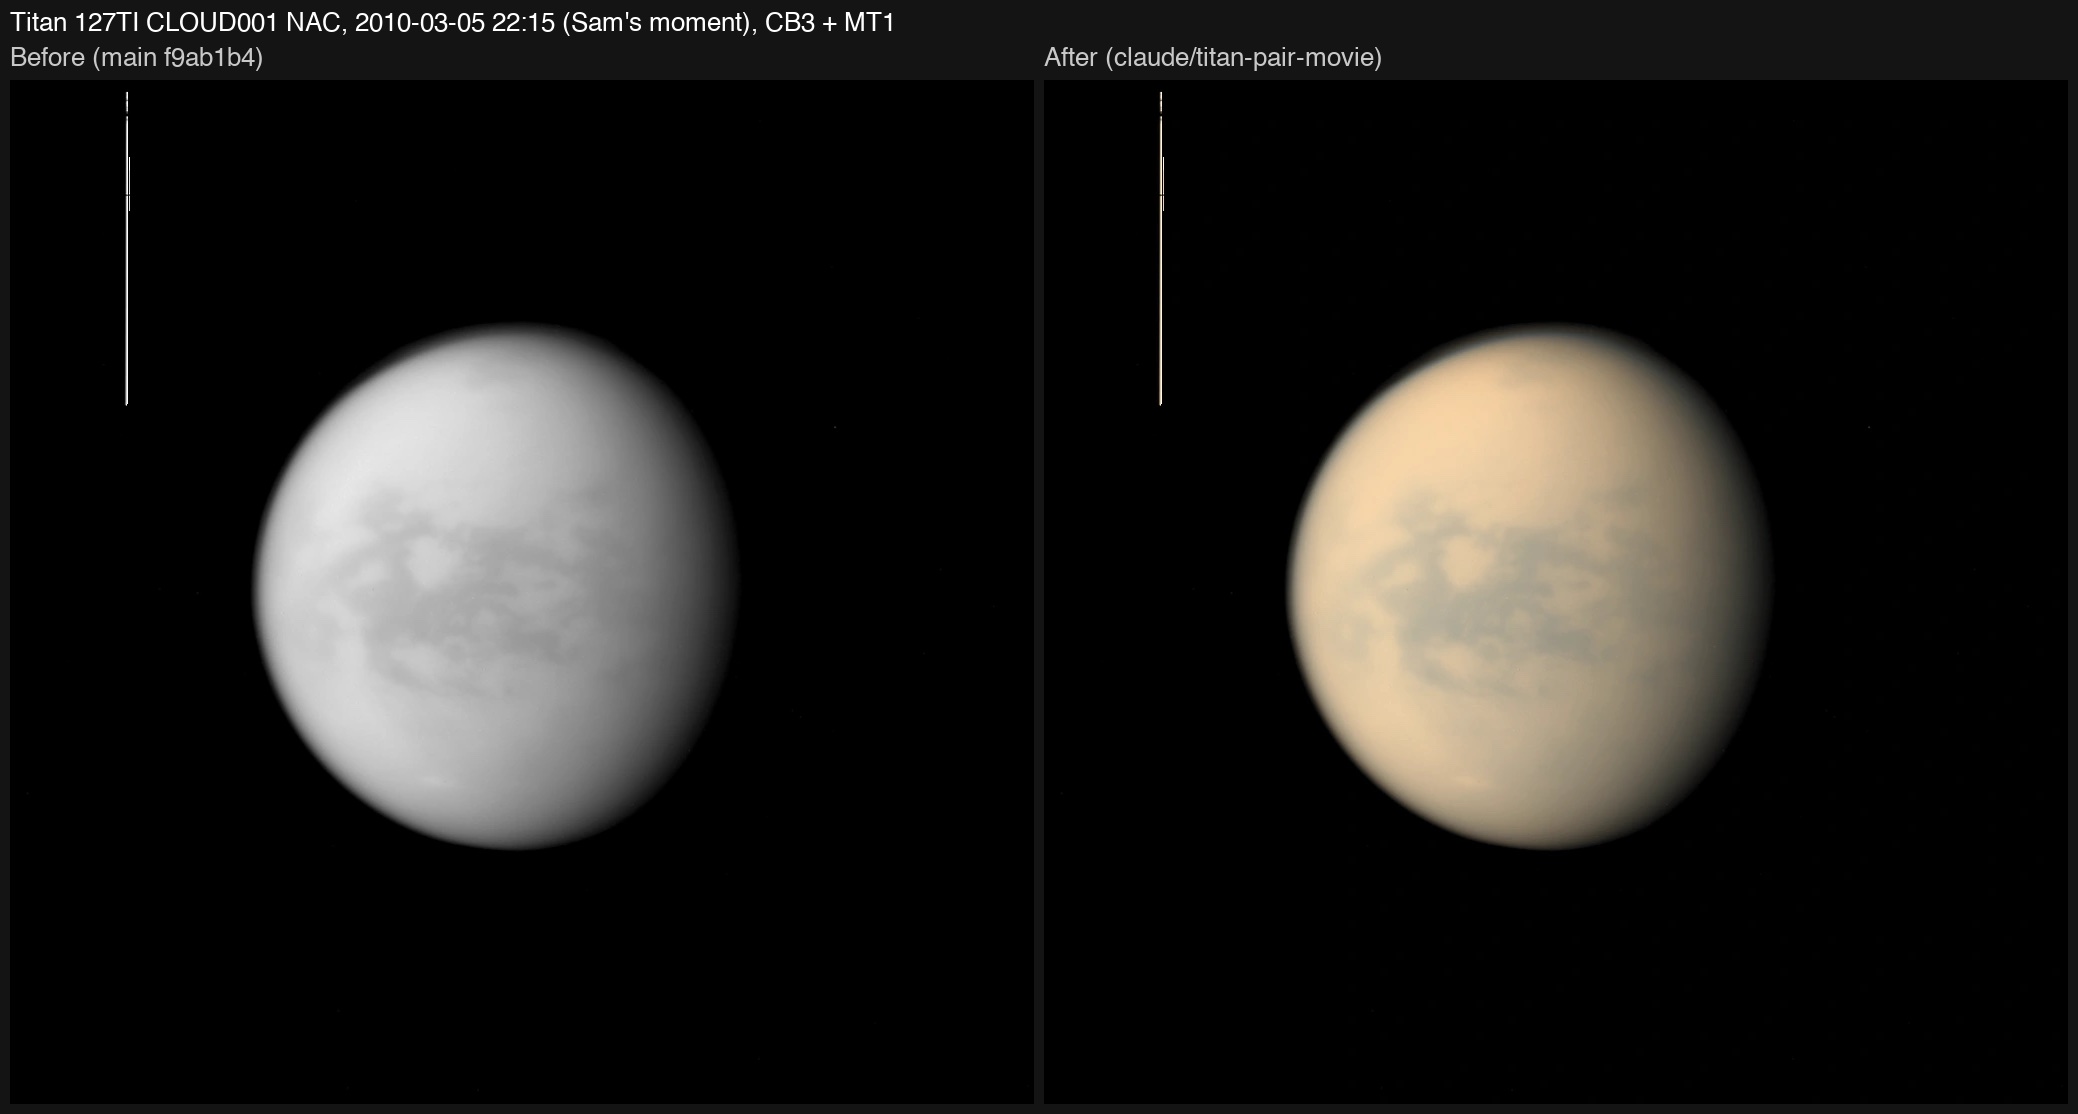 Titan 127TI CLOUD001 NAC, 2010-03-05 22:15 (Sam's moment), CB3 + MT1
Before (main f9ab1b4)
After (claude/titan-pair-movie)